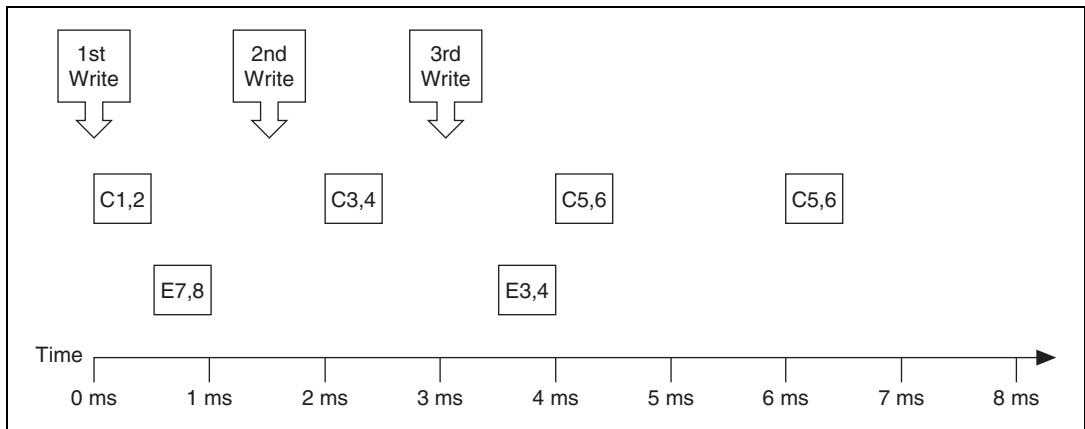 1st
Write
2nd
Write
3rd
Write
C1,2
C3,4
C5,6
C5,6
E7,8
E3,4
Time
0 ms
1 ms
2 ms
3 ms
4 ms
5 ms
6 ms
7 ms
8 ms